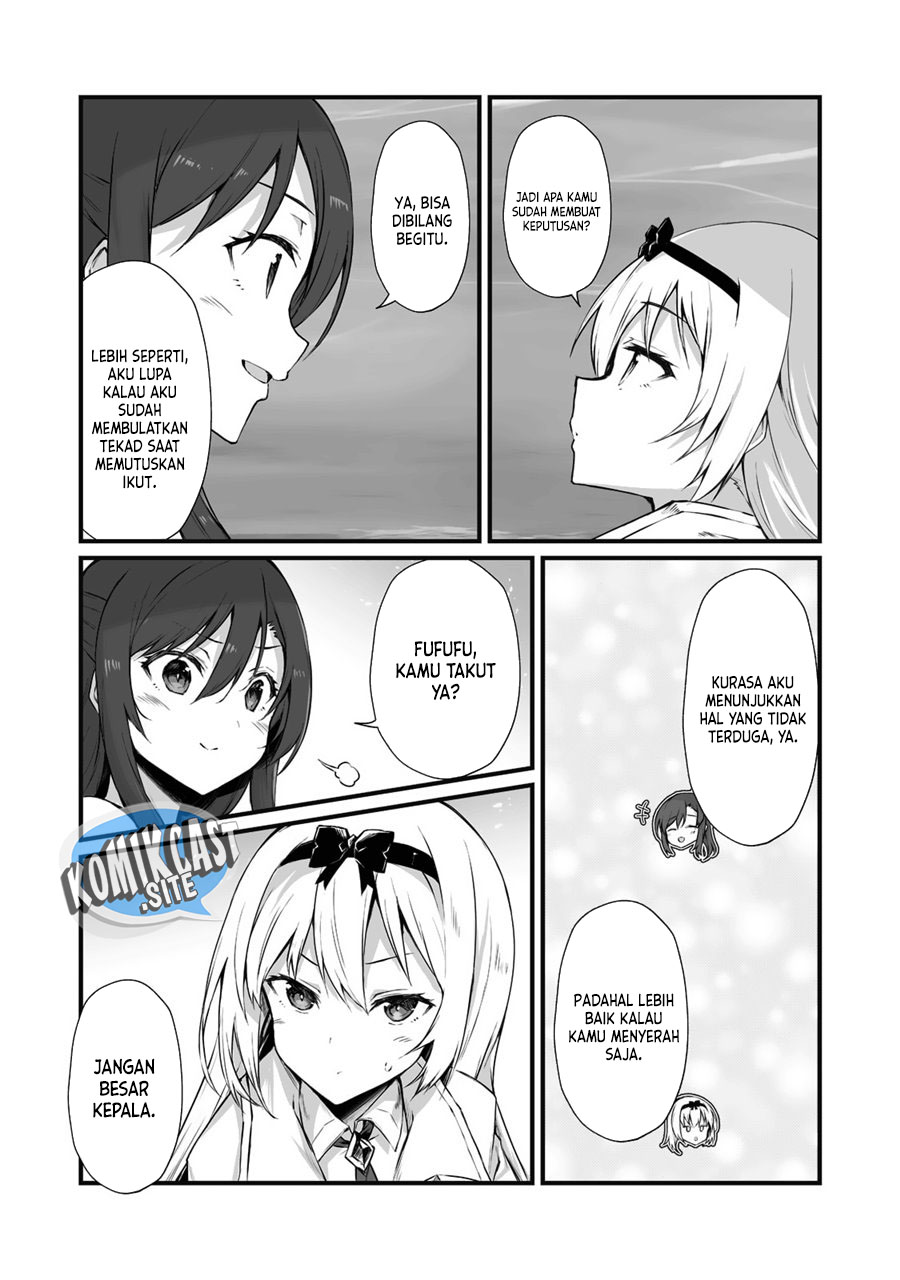 JADI APA KAMU
SUDAH MEMBUAT
KEPUTUSAN?
YA, BISA
DIBILANG
BEGITU.
LEBIH SEPERTI,
AKU LUPA
KALAU AKU
SUDAH
MEMBULATKAN
TEKAD SAAT
MEMUTUSKAN
IKUT.
KURASA AKU
MENUNJUKKAN
HAL YANG TIDAK
TERDUGA, YA.
PADAHAL LEBIH
BAIK KALAU
KAMU MENYERAH
SAJA.
FUFUFU,
KAMU TAKUT
YA?
JANGAN
BESAR
KEPALA.
KOMIKCAST
.SITE